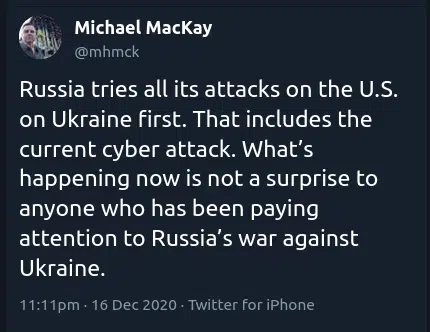 Michael MacKay
@mhmck
Russia tries all its attacks on the U.S.
on Ukraine first. That includes the
current cyber attack. What’s
happening now is not a surprise to
anyone who has been paying
attention to Russia’s war against
Ukraine.
11:11pm · 16 Dec 2020 · Twitter for iPhone